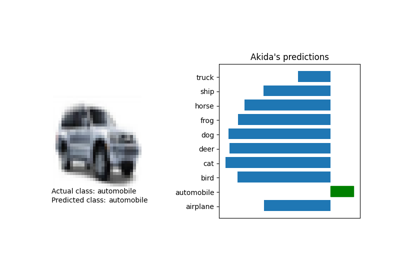 Akida's predictions
truck
ship
horse
frog
dog
deer
cat
bird
automobile
airplane
Actual class: automobile
Predicted class: automobile